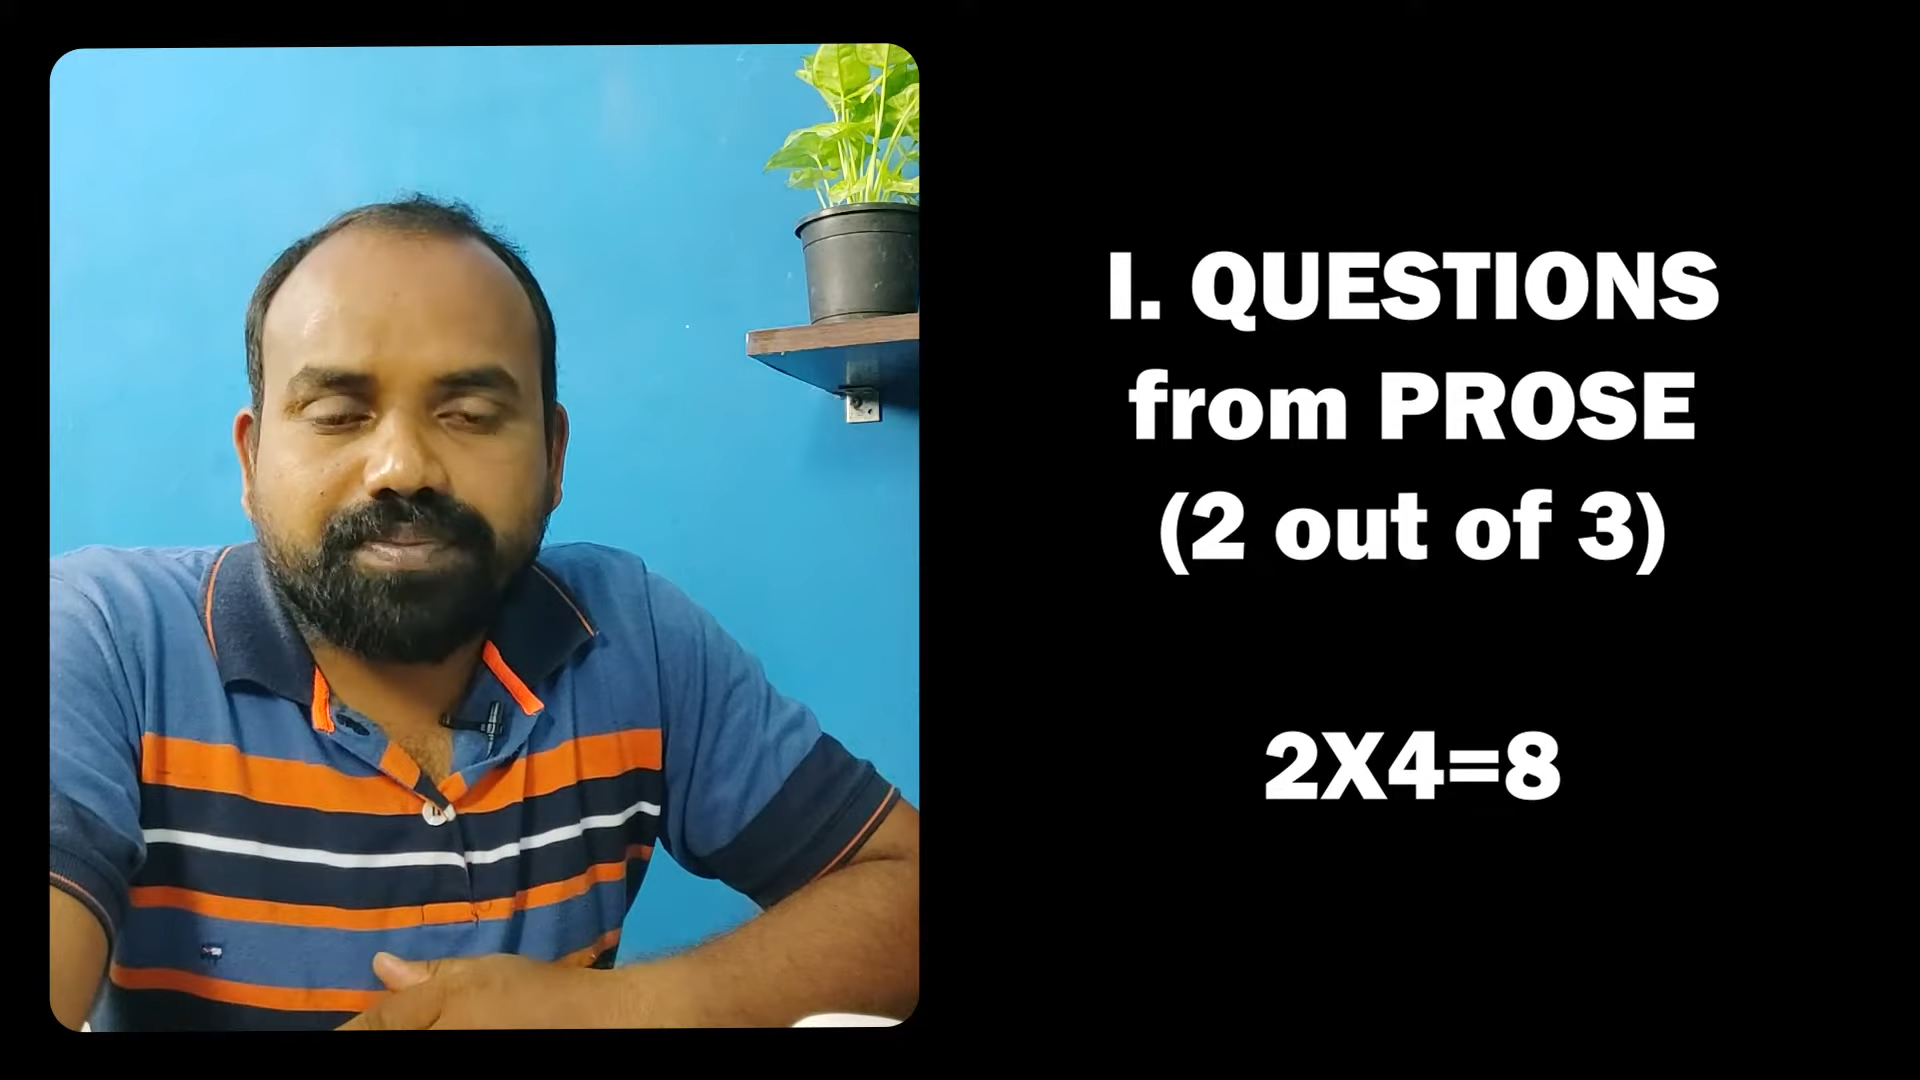 I. QUESTIONS
from PROSE
(2 out of 3)
2X4=8